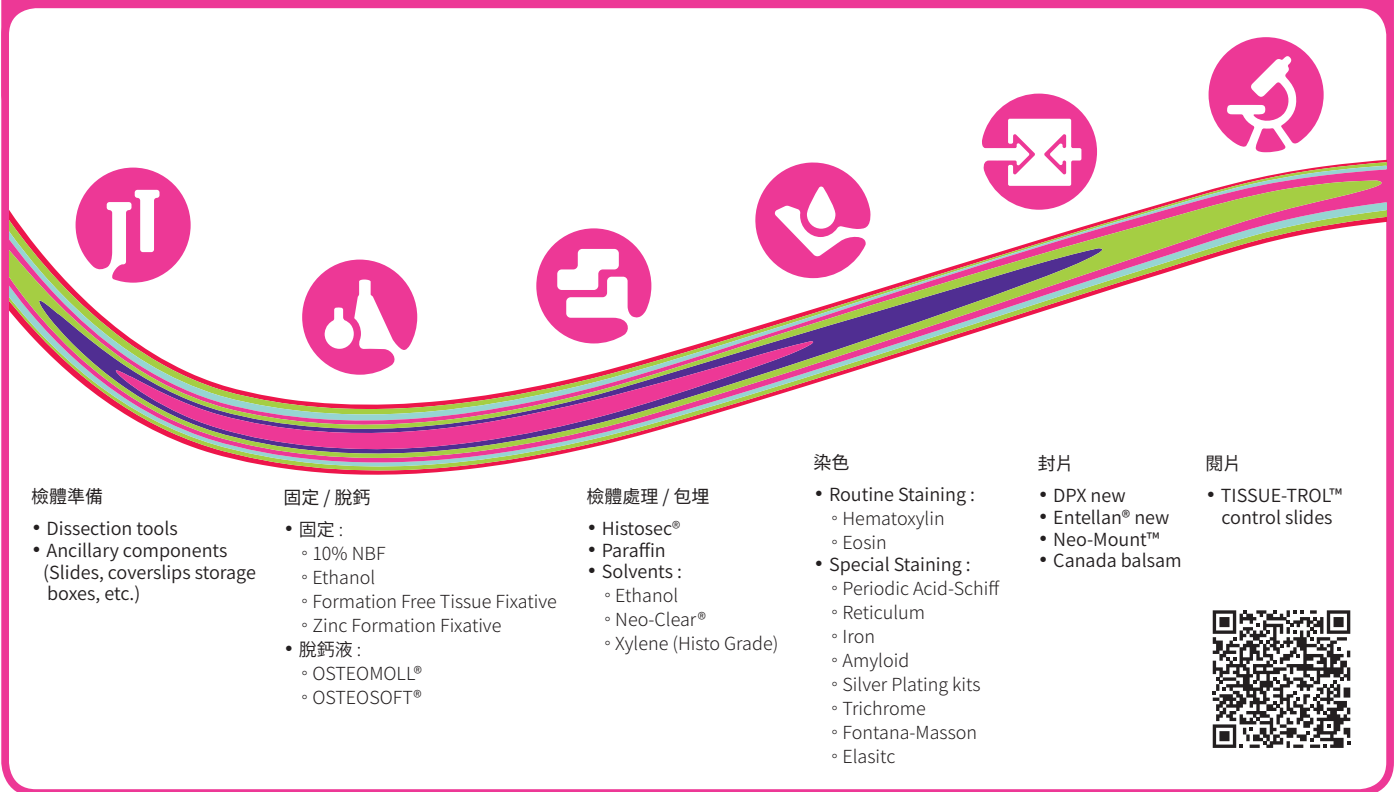 檢體準備
• Dissection tools
• Ancillary components
(Slides, coverslips storage
boxes, etc.)
固定 / 脫鈣
• 固定 :
◦ 10% NBF
◦ Ethanol
◦ Formation Free Tissue Fixative
◦ Zinc Formation Fixative
• 脫鈣液 :
◦ OSTEOMOLL®
◦ OSTEOSOFT®
檢體處理 / 包埋
• Histosec®
• Paraffin
• Solvents :
◦ Ethanol
◦ Neo-Clear®
◦ Xylene (Histo Grade)
染色
• Routine Staining :
◦ Hematoxylin
◦ Eosin
• Special Staining :
◦ Periodic Acid-Schiff
◦ Reticulum
◦ Iron
◦ Amyloid
◦ Silver Plating kits
◦ Trichrome
◦ Fontana-Masson
◦ Elasitc
封片
• DPX new
• Entellan® new
• Neo-Mount™
• Canada balsam
閱片
• TISSUE-TROL™
control slides